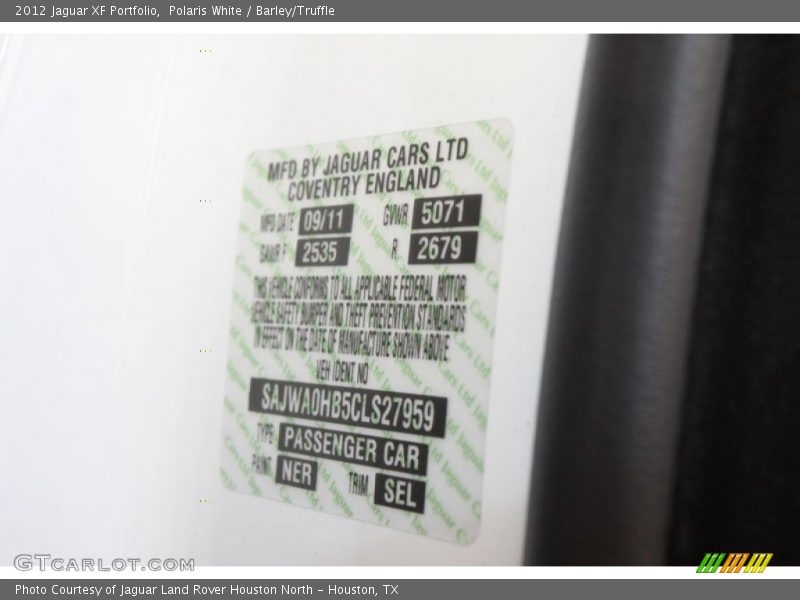 2012 Jaguar XF Portfolio,  Polaris White / Barley/Truffle
MFD BY JAGUAR CARS LTD
COVENTRY ENGLAND
MFD DATE 09/11 GVWR 5071
GAWR F 2535 R 2679
THIS VEHICLE CONFORMS TO ALL APPLICABLE FEDERAL MOTOR
VEHICLE SAFETY BUMPER AND THEFT PREVENTION STANDARDS
IN EFFECT ON THE DATE OF MANUFACTURE SHOWN ABOVE
VEH IDENT NO
SAJWA0HB5CLS27959
TYPE PASSENGER CAR
PAINT NER TRIM SEL
GTcarlot.com
Photo Courtesy of Jaguar Land Rover Houston North - Houston, TX